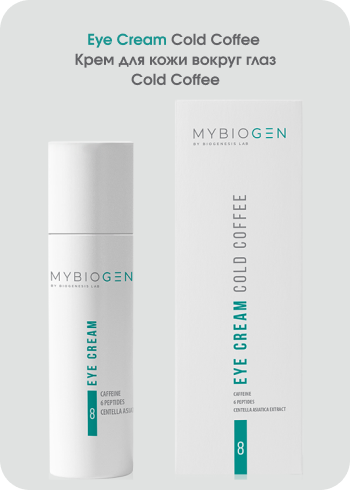 Eye Cream Cold Coffee
Крем для кожи вокруг глаз
Cold Coffee
MYBIOGEN
BY BIOGENESIS LAB
EYE CREAM COLD COFFEE
CAFFEINE
6 PEPTIDES
CENTELLA ASIATICA EXTRACT
8
MYBIOGEN
BY BIOGENESIS LAB
EYE CREAM
CAFFEINE
6 PEPTIDES
CENTELLA ASIA
8